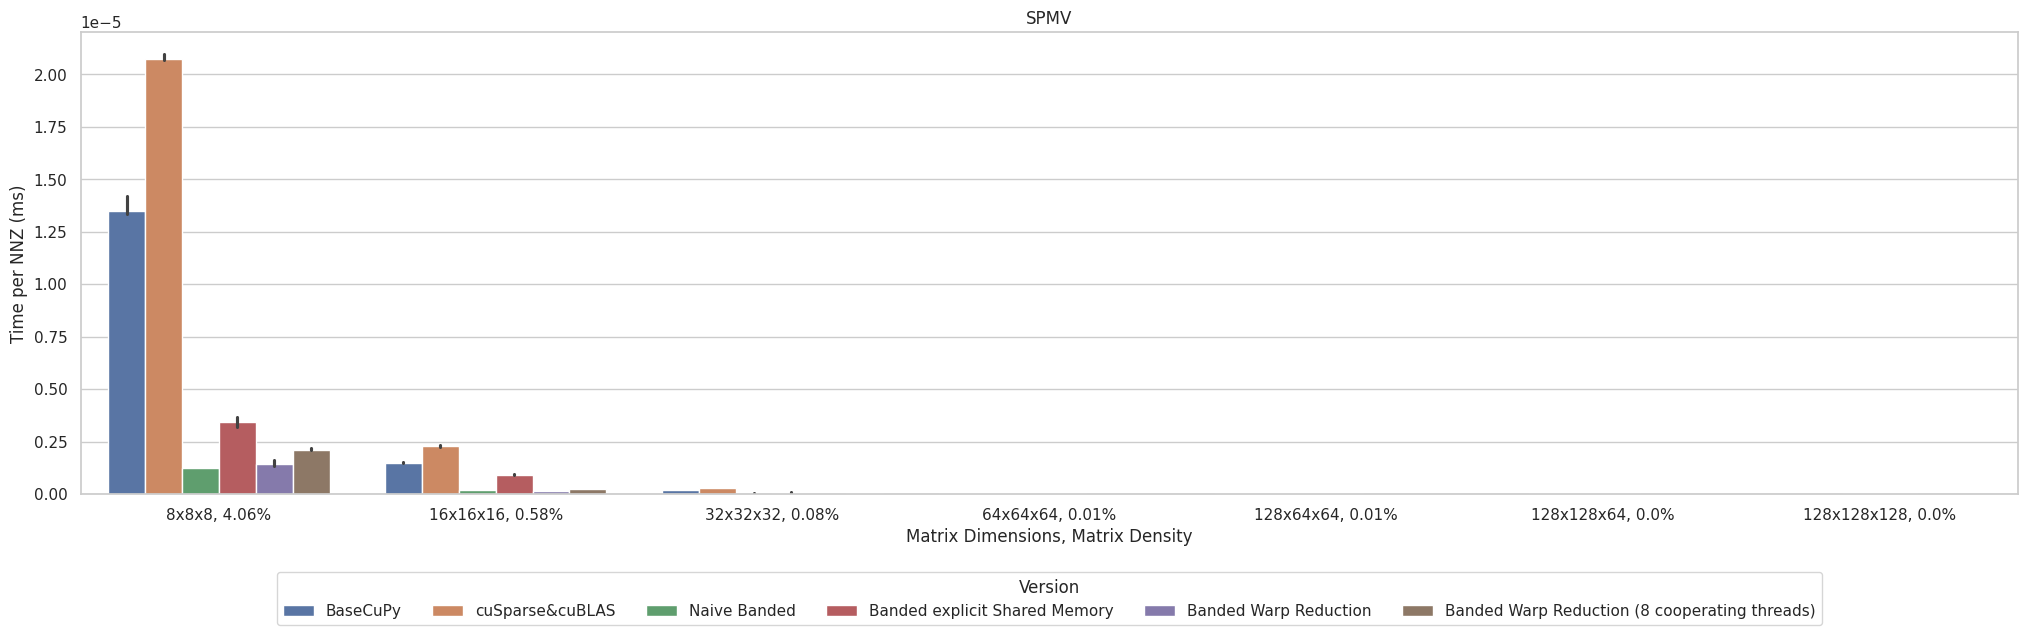 SPMV
1e−5
2.00
1.75
1.50
1.25
1.00
0.75
0.50
0.25
0.00
Time per NNZ (ms)
8x8x8, 4.06%
16x16x16, 0.58%
32x32x32, 0.08%
64x64x64, 0.01%
128x64x64, 0.01%
128x128x64, 0.0%
128x128x128, 0.0%
Matrix Dimensions, Matrix Density
Version
BaseCuPy
cuSparse&cuBLAS
Naive Banded
Banded explicit Shared Memory
Banded Warp Reduction
Banded Warp Reduction (8 cooperating threads)